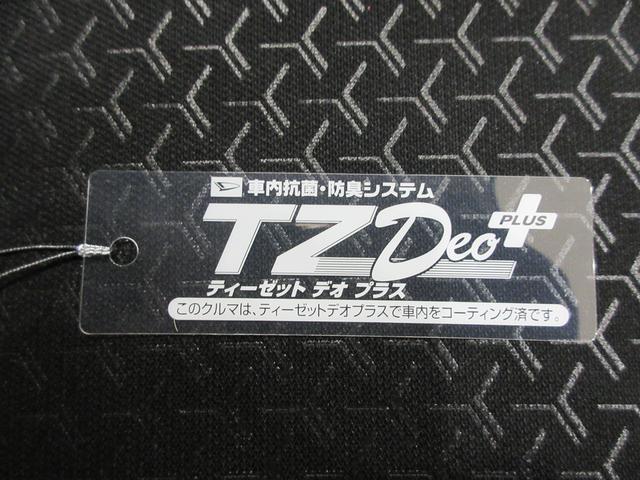 車内抗菌・防臭システム
TZ Deo PLUS
ティーゼット デオ プラス
このクルマは、ティーゼットデオプラスで車内をコーティング済です。